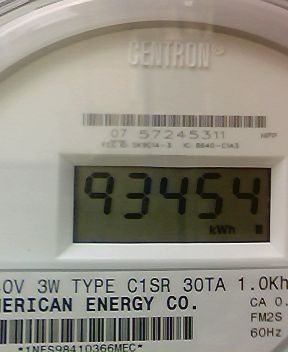 CENTRON®
07 57245311
93454
kWh
0V 3W TYPE C1SR 30TA 1.0Kh
MERICAN ENERGY CO.
CA 0.
FM2S
60Hz
*1NES98410366MEC*